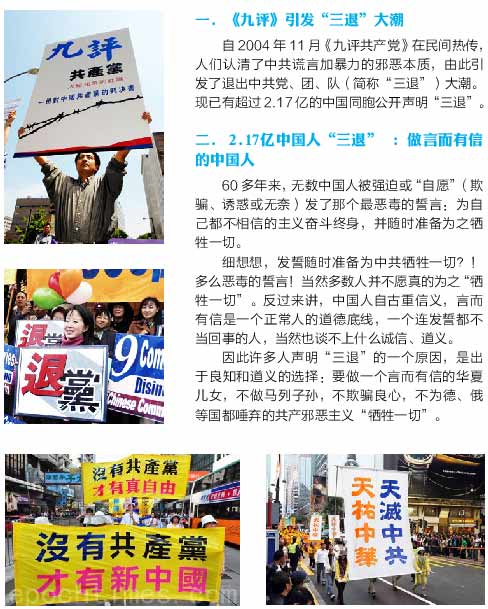 一．《九评》引发“三退”大潮
自2004年11月《九评共产党》在民间热传，
人们认清了中共谎言加暴力的邪恶本质，由此引
发了退出中共党、团、队（简称“三退”）大潮。
现已有超过2.17亿的中国同胞公开声明“三退”。
二．2.17亿中国人“三退” ：做言而有信
的中国人
60多年来，无数中国人被强迫或“自愿”（欺
骗、诱惑或无奈）发了那个最恶毒的誓言：为自
己都不相信的主义奋斗终身，并随时准备为之牺
牲一切。
细想想，发誓随时准备为中共牺牲一切？！
多么恶毒的誓言！当然多数人并不愿真的为之“牺
牲一切”。反过来讲，中国人自古重信义，言而
有信是一个正常人的道德底线，一个连发誓都不
当回事的人，当然也谈不上什么诚信、道义。
因此许多人声明“三退”的一个原因，是出
于良知和道义的选择：要做一个言而有信的华夏
儿女，不做马列子孙，不欺骗良心，不为德、俄
等国都唾弃的共产邪恶主义“牺牲一切”。
九評
共產黨
退黨
退黨
9 Com
Disin
Chinese Comm
沒有共產黨
才有真自由
沒有共產黨
才有新中國
天滅中共
天祐中華
epochtimes.com